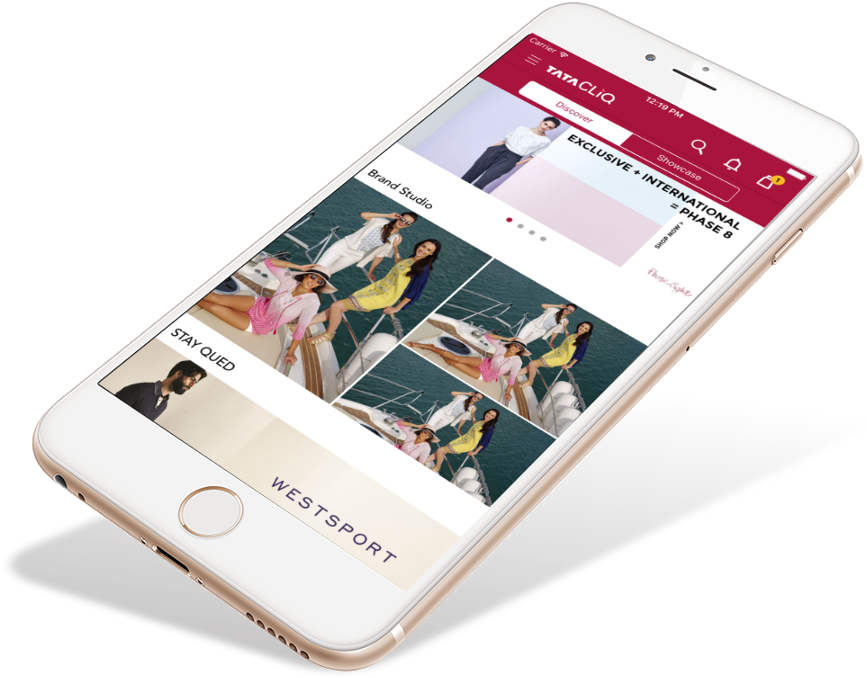 Carrier
12:19 PM
TATA CLiQ
1
Discover
Showcase
EXCLUSIVE + INTERNATIONAL
= PHASE 8
SHOP NOW >
Phase Eight
Brand Studio
STAY QUED
WESTSPORT